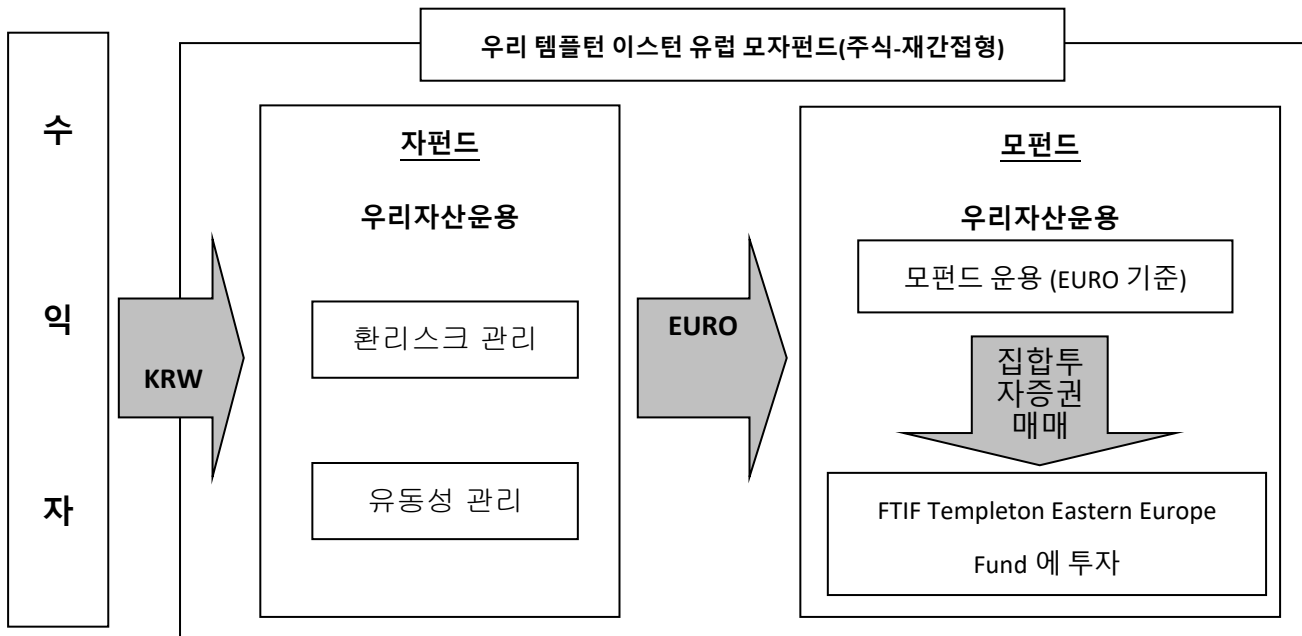 우리 템플턴 이스턴 유럽 모자펀드(주식-재간접형)
수
익
자
KRW
자펀드
우리자산운용
환리스크 관리
유동성 관리
EURO
모펀드
우리자산운용
모펀드 운용 (EURO 기준)
집합투
자증권
매매
FTIF Templeton Eastern Europe
Fund 에 투자